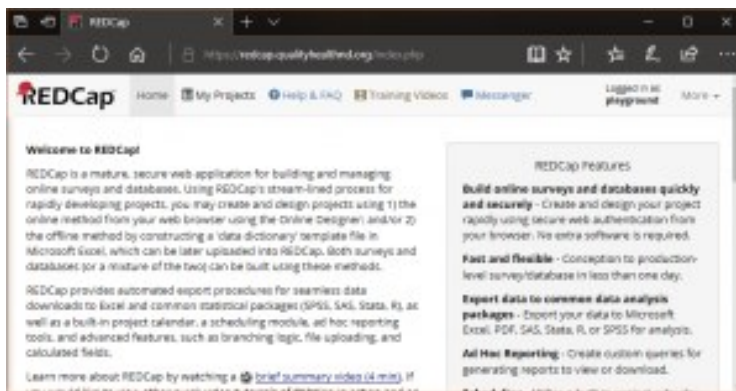 REDCap
https://redcap.qualityhealthnd.org/index.php
REDCap Home My Projects Help & FAQ Training Videos Messenger Logged in as playground More
Welcome to REDCap!
REDCap is a mature, secure web application for building and managing
online surveys and databases. Using REDCap's stream-lined process for
rapidly developing projects, you may create and design projects using 1) the
online method from your web browser using the Online Designer; and/or 2)
the offline method by constructing a 'data dictionary' template file in
Microsoft Excel, which can be later uploaded into REDCap. Both surveys and
databases (or a mixture of the two) can be built using these methods.
REDCap provides automated export procedures for seamless data
downloads to Excel and common statistical packages (SPSS, SAS, Stata, R), as
well as a built-in project calendar, a scheduling module, ad hoc reporting
tools, and advanced features, such as branching logic, file uploading, and
calculated fields.
Learn more about REDCap by watching a brief summary video (4 min). If
REDCap Features
Build online surveys and databases quickly
and securely - Create and design your project
rapidly using secure web authentication from
your browser. No extra software is required.
Fast and flexible - Conception to production-
level survey/database in less than one day.
Export data to common data analysis
packages - Export your data to Microsoft
Excel, PDF, SAS, Stata, R, or SPSS for analysis.
Ad Hoc Reporting - Create custom queries for
generating reports to view or download.